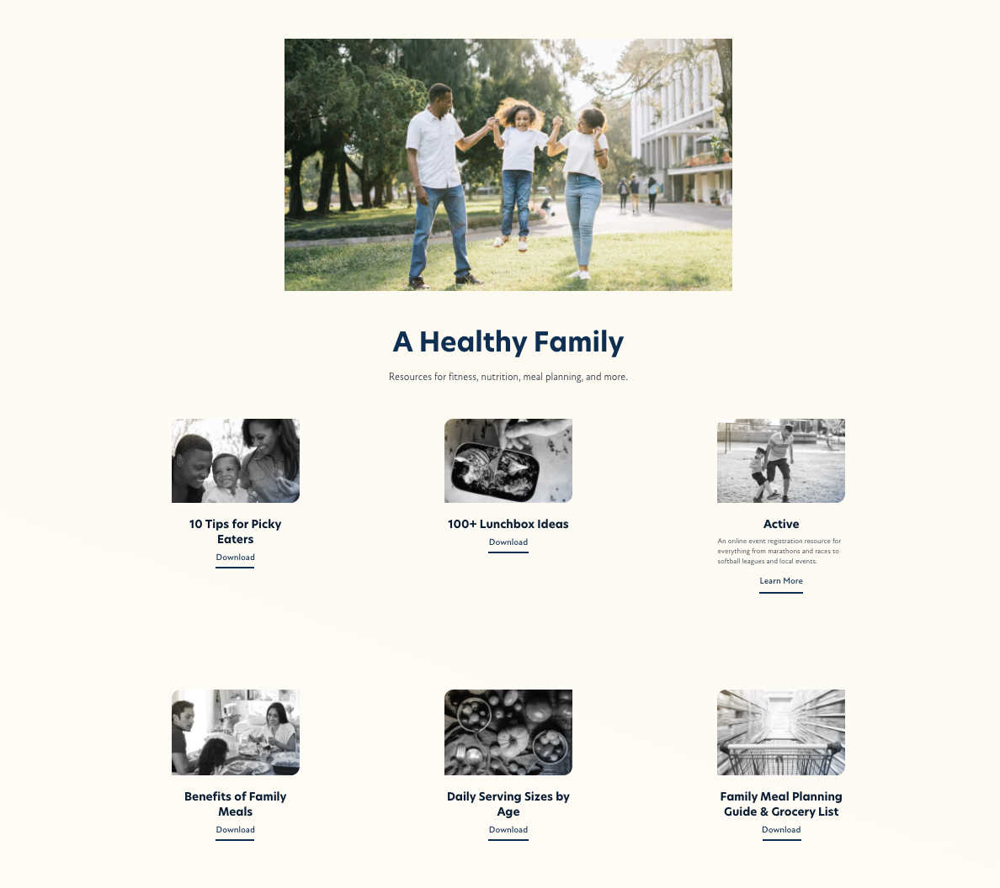 A Healthy Family
Resources for fitness, nutrition, meal planning, and more.
10 Tips for Picky
Eaters
Download
100+ Lunchbox Ideas
Download
Active
An online event registration resource for
everything from marathons and races to
softball leagues and local events.
Learn More
Benefits of Family
Meals
Download
Daily Serving Sizes by
Age
Download
Family Meal Planning
Guide & Grocery List
Download